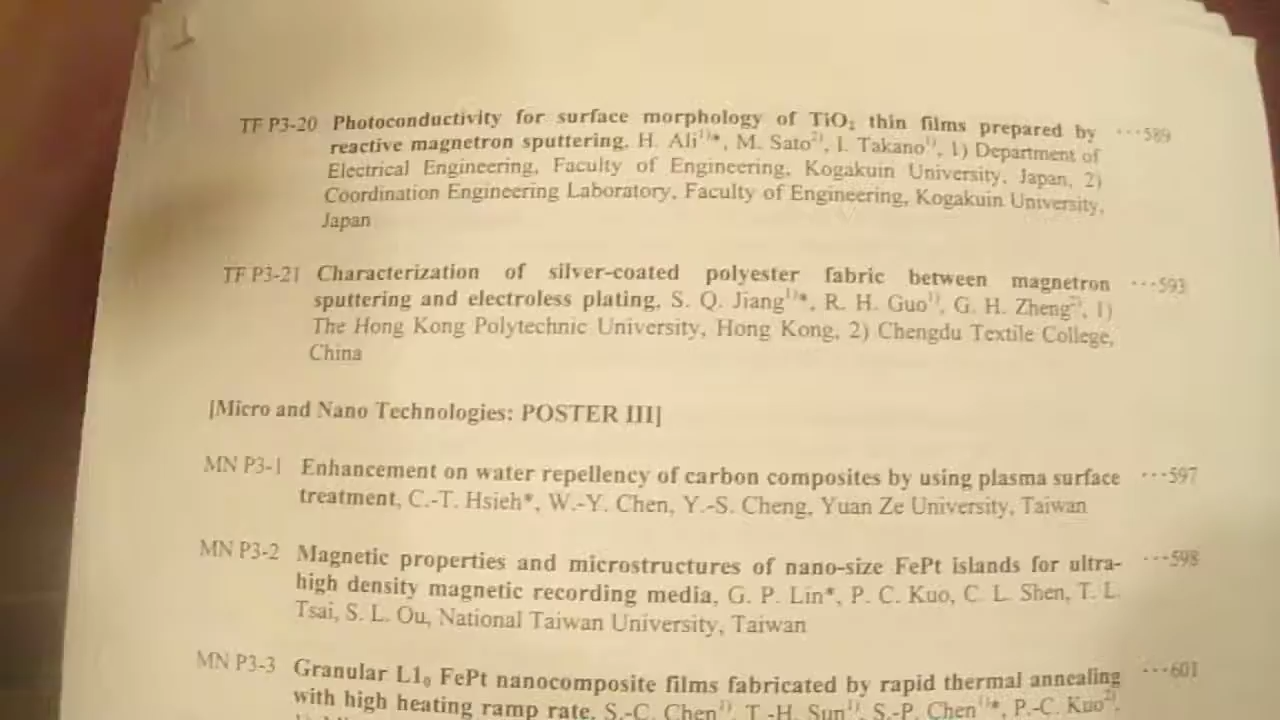 TF P3-20 Photoconductivity for surface morphology of TiO₂ thin films prepared by ···589
reactive magnetron sputtering, H. Ali¹⁾*, M. Sato²⁾, I. Takano¹⁾, 1) Department of
Electrical Engineering, Faculty of Engineering, Kogakuin University, Japan, 2)
Coordination Engineering Laboratory, Faculty of Engineering, Kogakuin University,
Japan
TF P3-21 Characterization of silver-coated polyester fabric between magnetron ···593
sputtering and electroless plating, S. Q. Jiang¹⁾*, R. H. Guo¹⁾, G. H. Zheng²⁾, 1)
The Hong Kong Polytechnic University, Hong Kong, 2) Chengdu Textile College,
China
[Micro and Nano Technologies: POSTER III]
MN P3-1 Enhancement on water repellency of carbon composites by using plasma surface ···597
treatment, C.-T. Hsieh*, W.-Y. Chen, Y.-S. Cheng, Yuan Ze University, Taiwan
MN P3-2 Magnetic properties and microstructures of nano-size FePt islands for ultra- ···598
high density magnetic recording media, G. P. Lin*, P. C. Kuo, C. L. Shen, T. L.
Tsai, S. L. Ou, National Taiwan University, Taiwan
MN P3-3 Granular L1₀ FePt nanocomposite films fabricated by rapid thermal annealing ···601
with high heating ramp rate, S.-C. Chen¹⁾, T.-H. Sun¹⁾, S.-P. Chen¹⁾*, P.-C. Kuo²⁾,